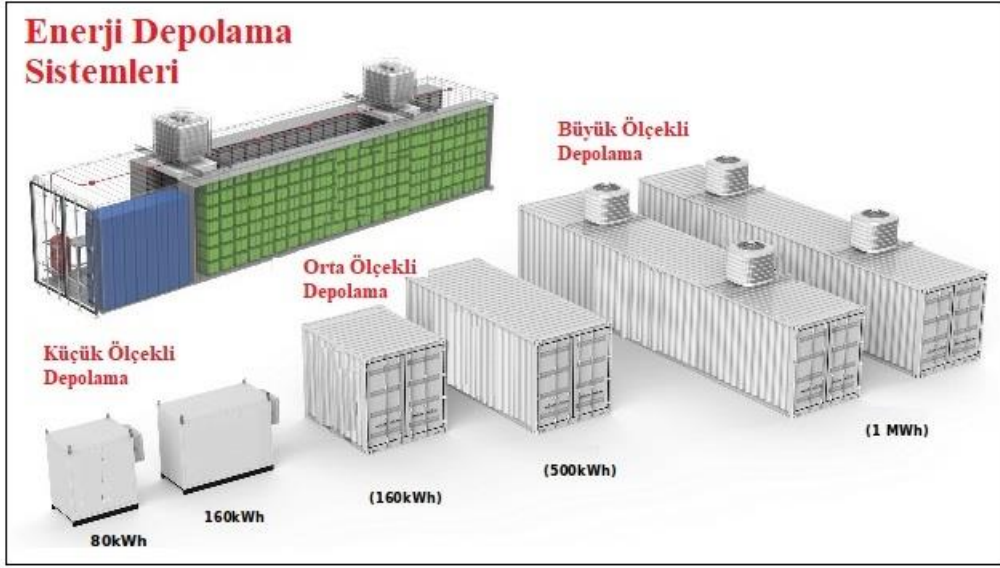 Enerji Depolama
Sistemleri
Büyük Ölçekli
Depolama
Orta Ölçekli
Depolama
Küçük Ölçekli
Depolama
(1 MWh)
(500kWh)
(160kWh)
160kWh
80kWh